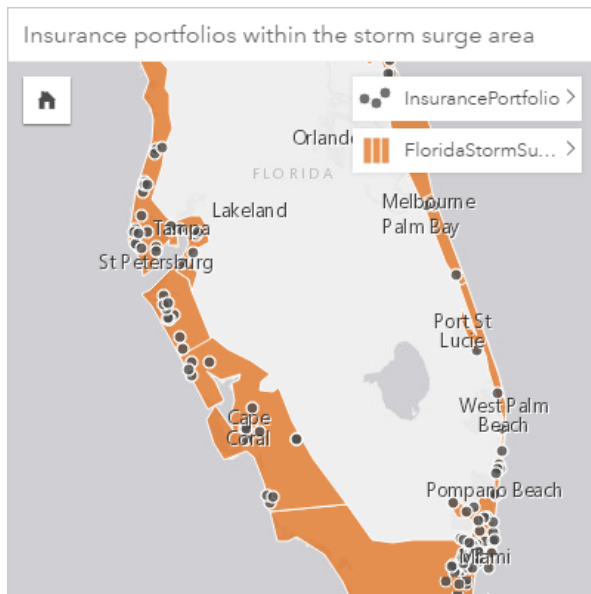 Insurance portfolios within the storm surge area
InsurancePortfolio
Orlando
FloridaStormSu...
FLORIDA
Lakeland
Melbourne
Tampa
Palm Bay
St Petersburg
Port St
Lucie
West Palm
Beach
Cape
Coral
Pompano Beach
Miami